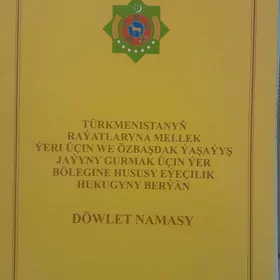 TÜRKMENISTANYŇ
RAÝATLARYNA MELLEK
ÝERI ÜÇIN WE ÖZBAŞDAK ÝAŞAÝYŞ
JAÝYNY GURMAK ÜÇIN ÝER
BÖLEGINE HUSUSY EÝEÇILIK
HUKUGYNY BERÝÄN
DÖWLET NAMASY